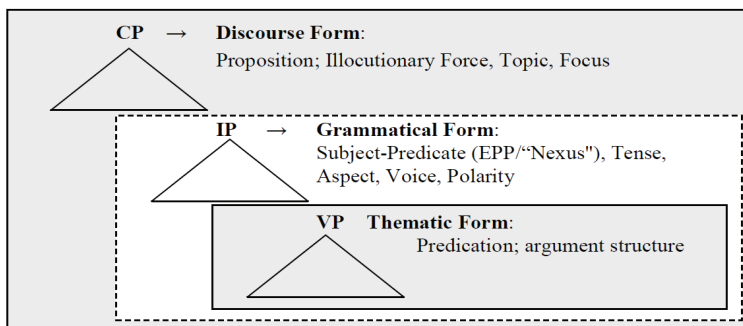 CP → Discourse Form:
Proposition; Illocutionary Force, Topic, Focus
IP → Grammatical Form:
Subject-Predicate (EPP/“Nexus"), Tense,
Aspect, Voice, Polarity
VP Thematic Form:
Predication; argument structure